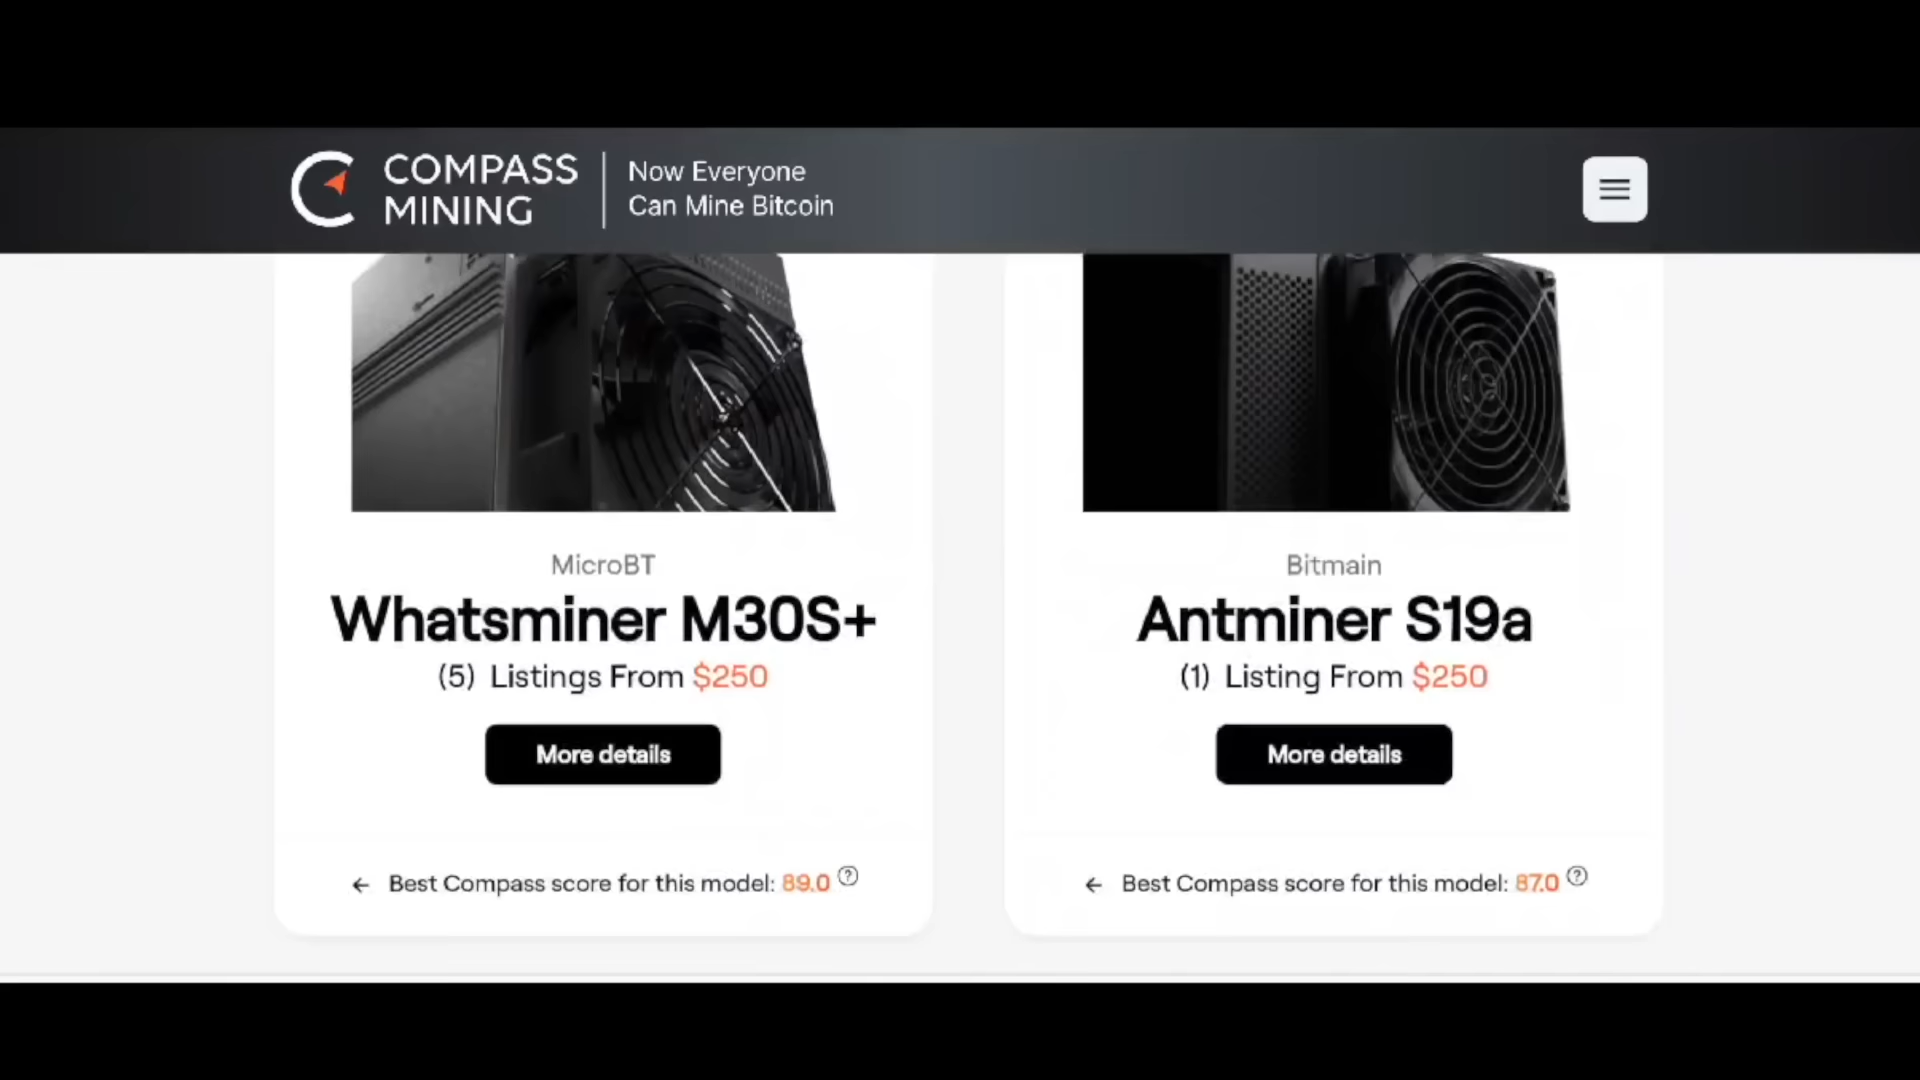 COMPASS
MINING
Now Everyone
Can Mine Bitcoin
MicroBT
Whatsminer M30S+
(5) Listings From $250
More details
← Best Compass score for this model: 89.0 ?
Bitmain
Antminer S19a
(1) Listing From $250
More details
← Best Compass score for this model: 87.0 ?